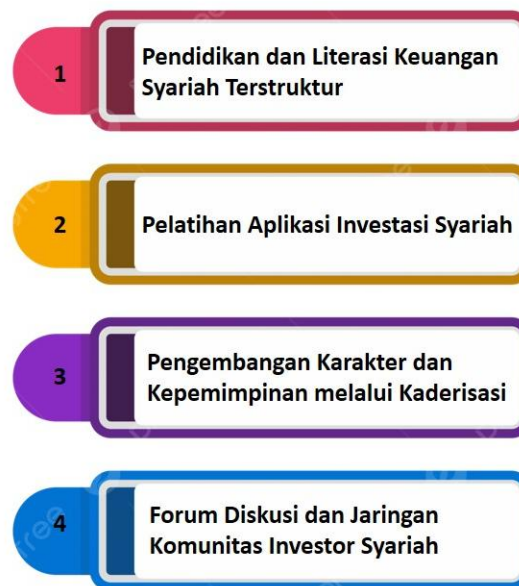 1
Pendidikan dan Literasi Keuangan
Syariah Terstruktur
2
Pelatihan Aplikasi Investasi Syariah
3
Pengembangan Karakter dan
Kepemimpinan melalui Kaderisasi
4
Forum Diskusi dan Jaringan
Komunitas Investor Syariah